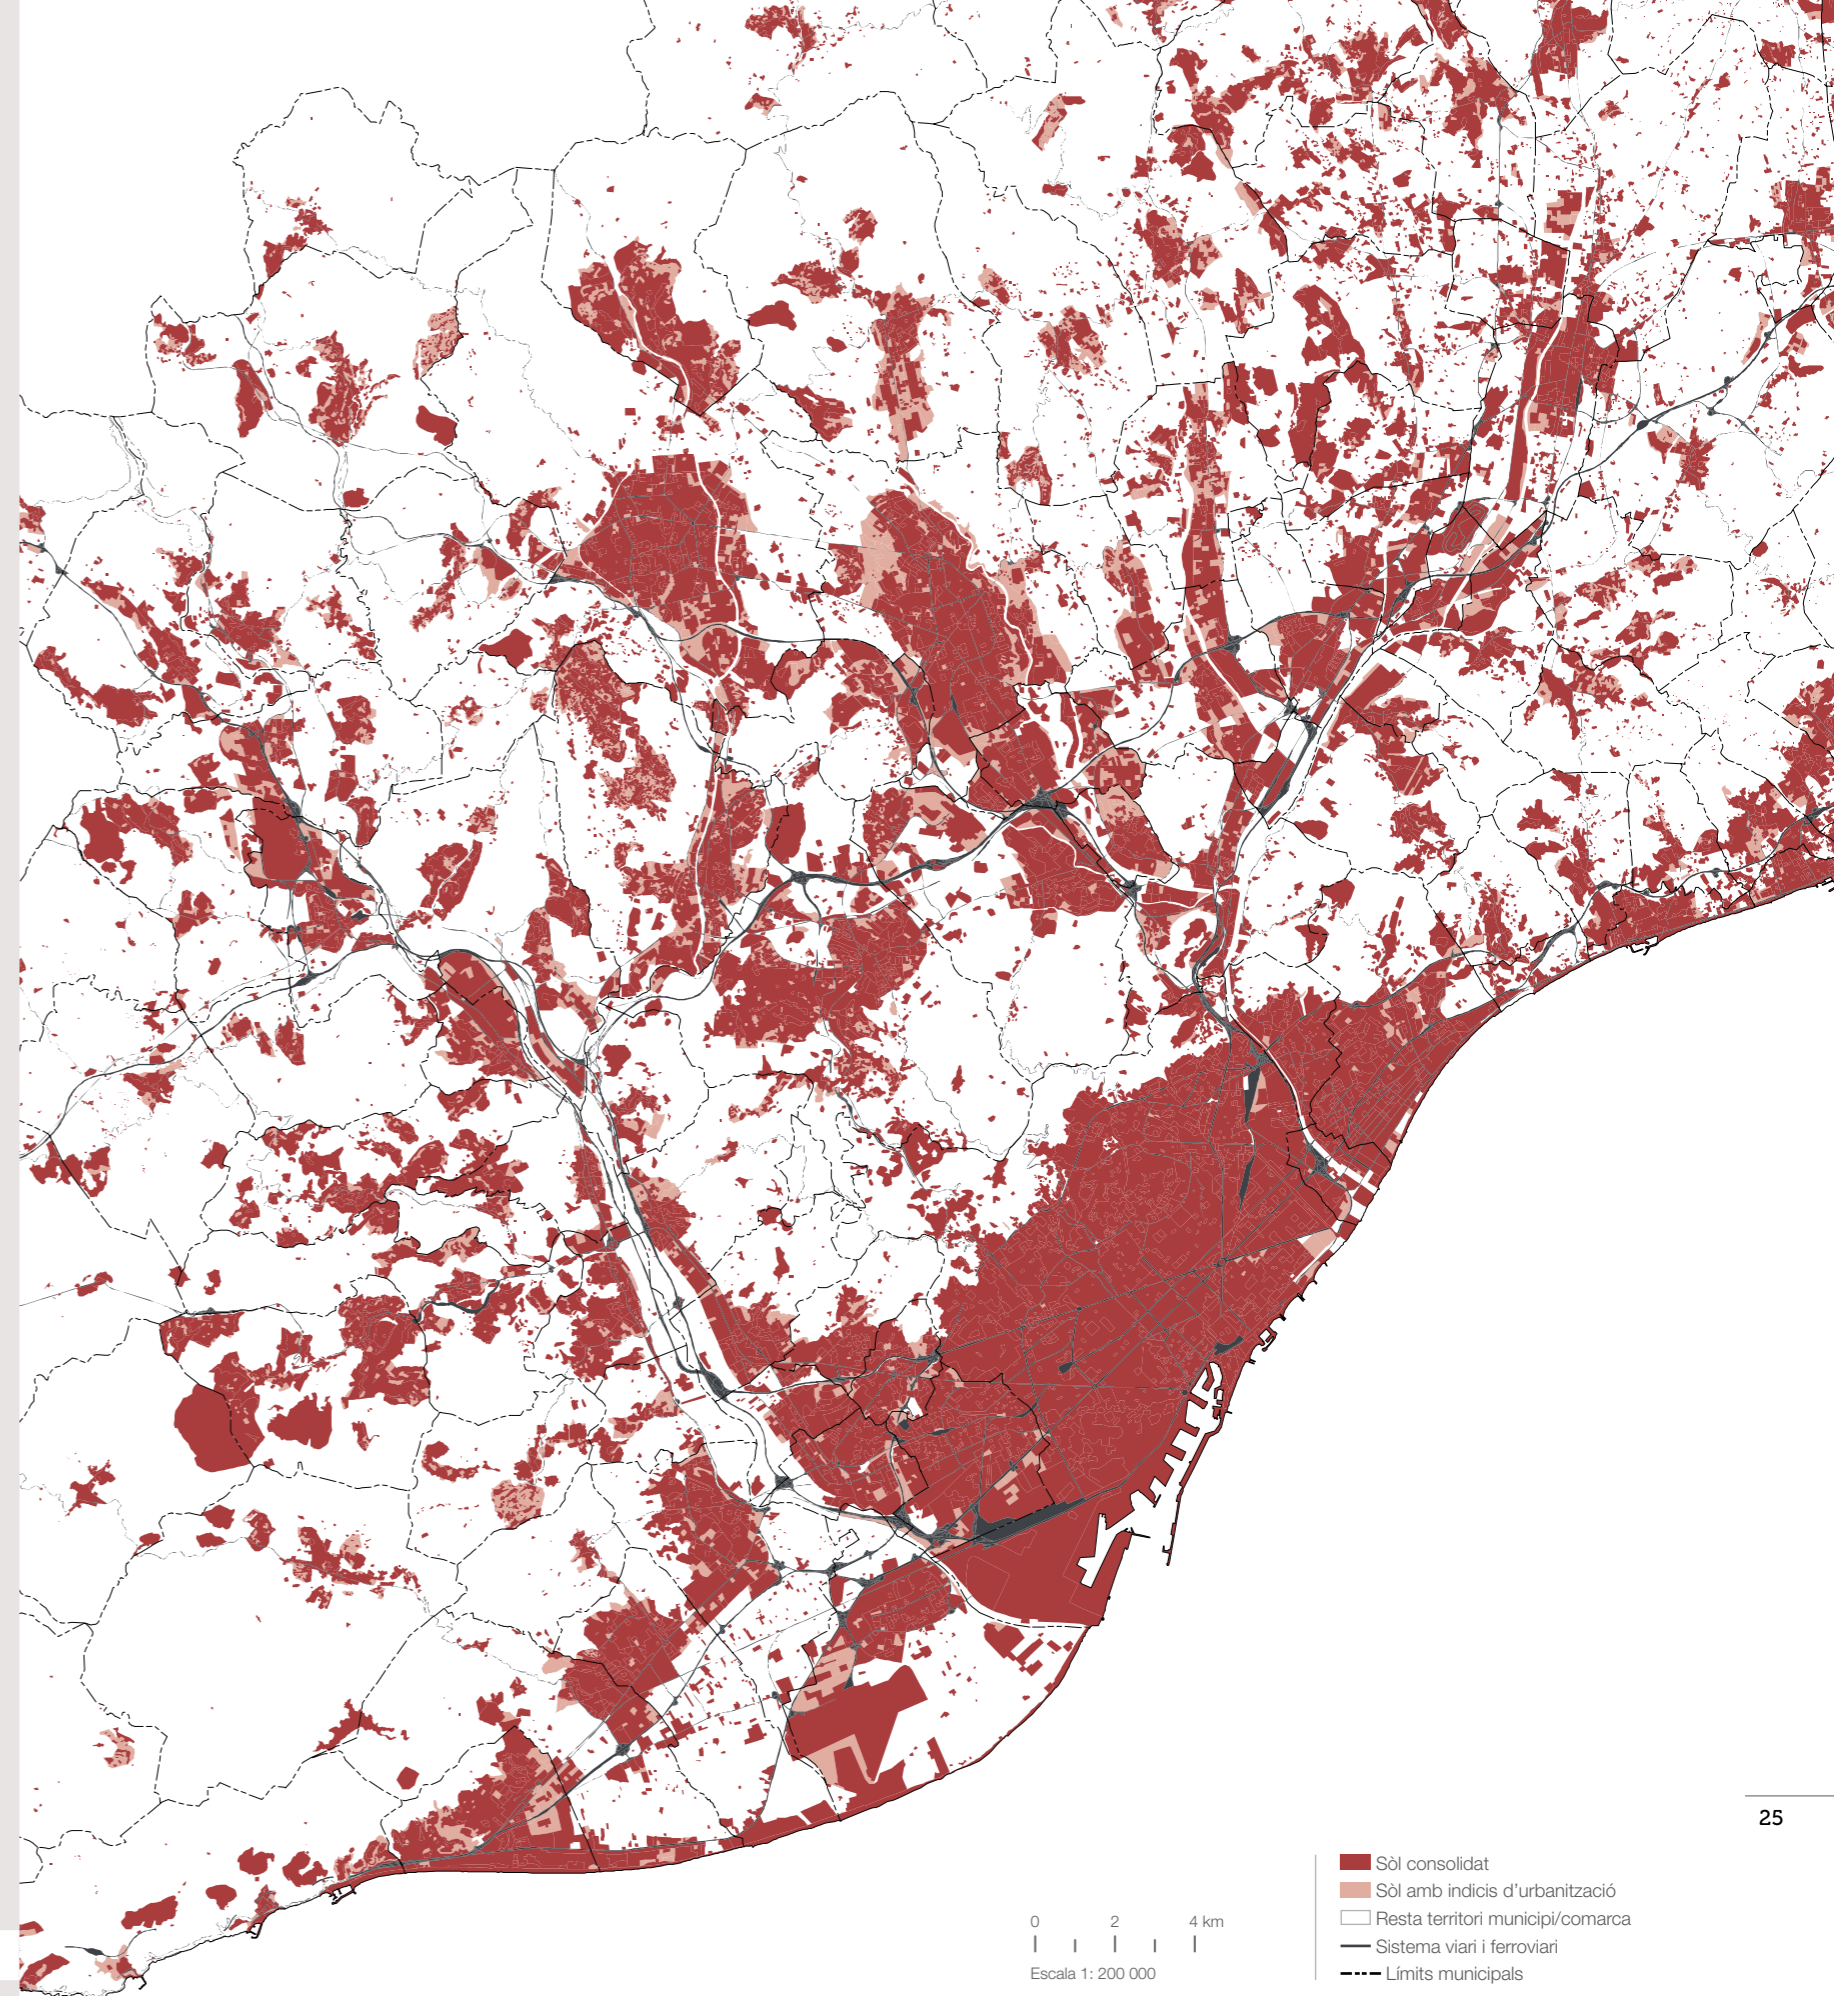 25
Sòl consolidat
Sòl amb indicis d'urbanització
Resta territori municipi/comarca
Sistema viari i ferroviari
Límits municipals
0 2 4 km
Escala 1: 200 000